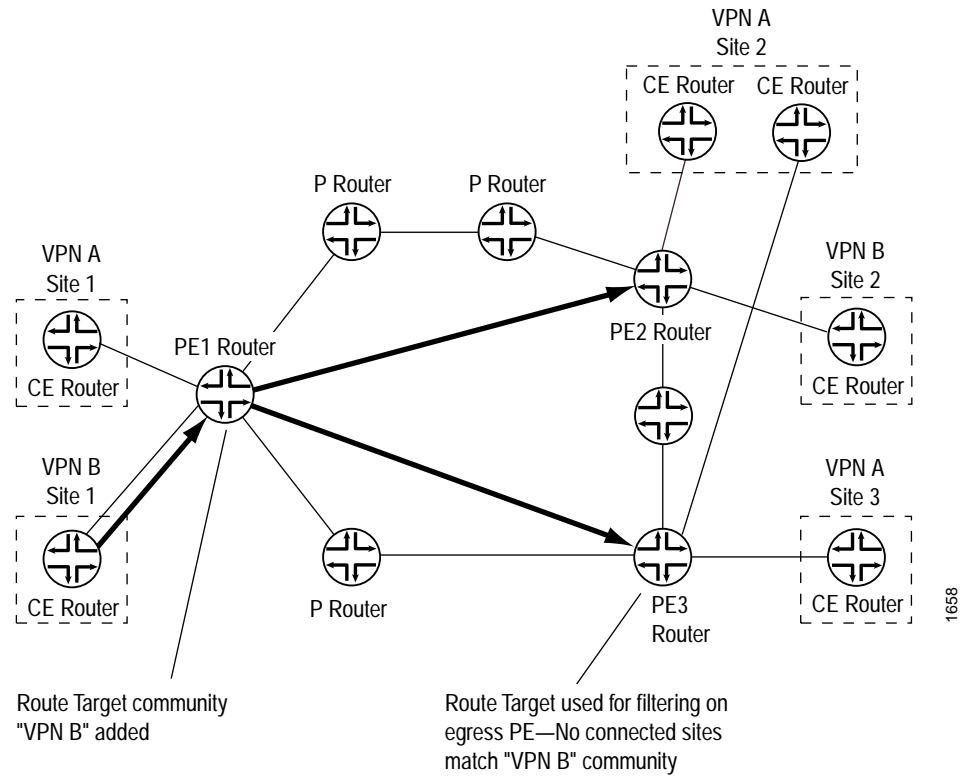 VPN A
Site 2
CE Router
CE Router
P Router
P Router
VPN A
Site 1
VPN B
Site 2
PE1 Router
PE2 Router
CE Router
CE Router
VPN B
Site 1
VPN A
Site 3
CE Router
P Router
PE3
Router
CE Router
1658
Route Target community
"VPN B" added
Route Target used for filtering on
egress PE—No connected sites
match "VPN B" community